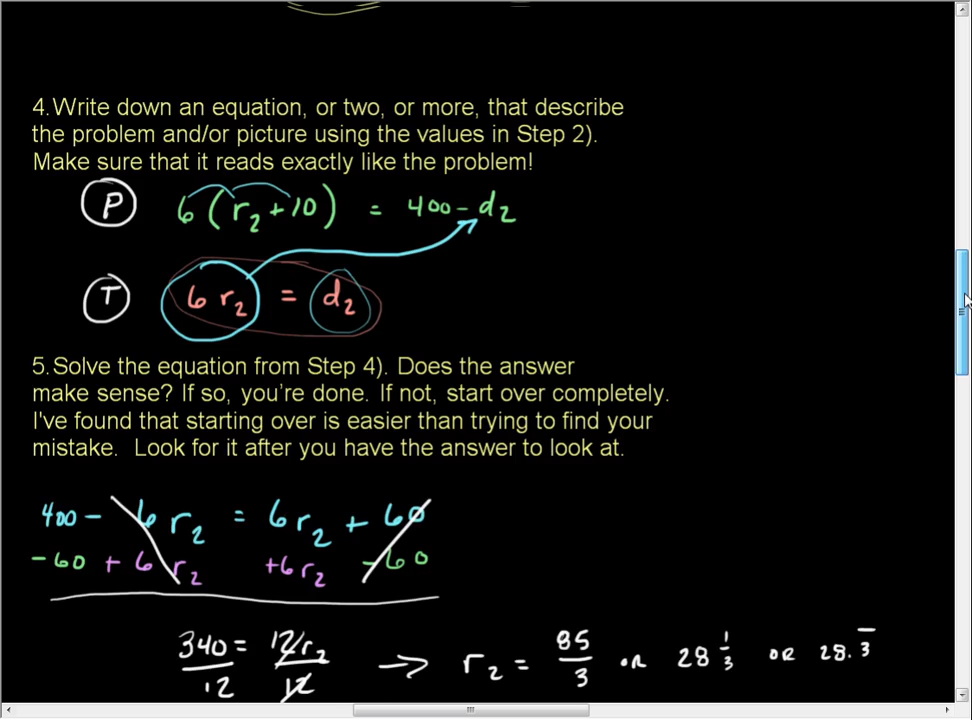 4.Write down an equation, or two, or more, that describe
the problem and/or picture using the values in Step 2).
Make sure that it reads exactly like the problem!
P 6(r₂+10) = 400-d₂
T 6r₂ = d₂
5.Solve the equation from Step 4). Does the answer
make sense? If so, you're done. If not, start over completely.
I've found that starting over is easier than trying to find your
mistake. Look for it after you have the answer to look at.
400- 6r₂ = 6r₂ + 60
-60 + 6r₂ +6r₂ -60
340/12 = 12r₂/12 → r₂ = 85/3 OR 28 1/3 OR 28.3̅